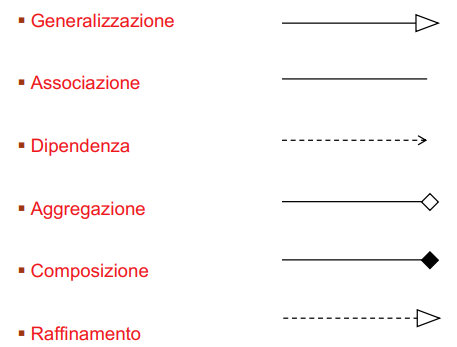 ▪ Generalizzazione
▪ Associazione
▪ Dipendenza
▪ Aggregazione
▪ Composizione
▪ Raffinamento